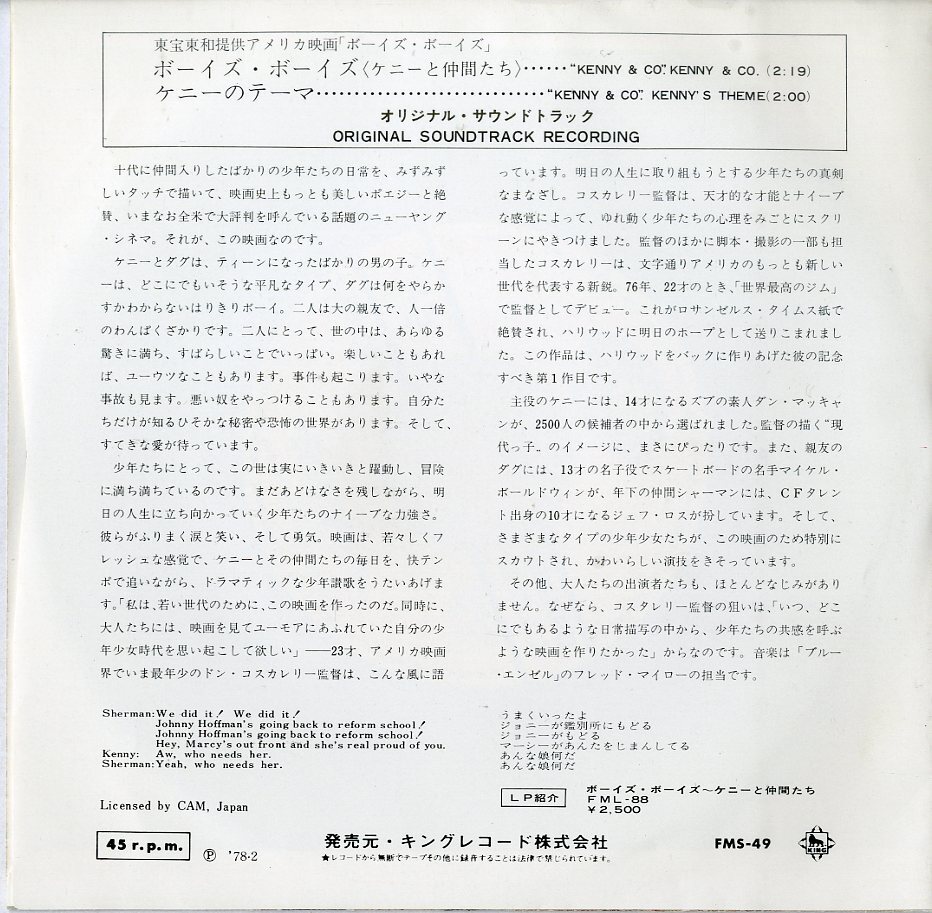 東宝東和提供アメリカ映画「ボーイズ・ボーイズ」
ボーイズ・ボーイズ〈ケニーと仲間たち〉‥‥‥“KENNY & CO”. KENNY & CO. (2:19)
ケニーのテーマ‥‥‥‥‥‥‥‥‥‥‥‥‥‥“KENNY & CO”. KENNY'S THEME(2:00)
オリジナル・サウンドトラック
ORIGINAL SOUNDTRACK RECORDING
十代に仲間入りしたばかりの少年たちの日常を、みずみず
しいタッチで描いて、映画史上もっとも美しいポエジーと絶
賛、いまなお全米で大評判を呼んでいる話題のニューヤング
・シネマ。それが、この映画なのです。
ケニーとダグは、ティーンになったばかりの男の子。ケニ
ーは、どこにでもいそうな平凡なタイプ、ダグは何をやらか
すかわからないはりきりボーイ。二人は大の親友で、人一倍
のわんぱくざかりです。二人にとって、世の中は、あらゆる
驚きに満ち、すばらしいことでいっぱい。楽しいこともあれ
ば、ユーウツなこともあります。事件も起こります。いやな
事故も見ます。悪い奴をやっつけることもあります。自分た
ちだけが知るひそかな秘密や恐怖の世界があります。そして、
すてきな愛が待っています。
少年たちにとって、この世は実にいきいきと躍動し、冒険
に満ち満ちているのです。まだあどけなさを残しながら、明
日の人生に立ち向かっていく少年たちのナイーブな力強さ。
彼らがふりまく涙と笑い、そして勇気。映画は、若々しくフ
レッシュな感覚で、ケニーとその仲間たちの毎日を、快テン
ポで追いながら、ドラマティックな少年讃歌をうたいあげま
す。「私は、若い世代のために、この映画を作ったのだ。同時に、
大人たちには、映画を見てユーモアにあふれていた自分の少
年少女時代を思い起こして欲しい」――23才、アメリカ映画
界でいま最年少のドン・コスカレリー監督は、こんな風に語
っています。明日の人生に取り組もうとする少年たちの真剣
なまなざし。コスカレリー監督は、天才的な才能とナイーブ
な感覚によって、ゆれ動く少年たちの心理をみごとにスクリ
ーンにやきつけました。監督のほかに脚本・撮影の一部も担
当したコスカレリーは、文字通りアメリカのもっとも新しい
世代を代表する新鋭。76年、22才のとき、「世界最高のジム」
で監督としてデビュー。これがロサンゼルス・タイムス紙で
絶賛され、ハリウッドに明日のホープとして送りこまれまし
た。この作品は、ハリウッドをバックに作りあげた彼の記念
すべき第1作目です。
主役のケニーには、14才になるズブの素人ダン・マッキャ
ンが、2500人の候補者の中から選ばれました。監督の描く“現
代っ子„のイメージに、まさにぴったりです。また、親友の
ダグには、13才の名子役でスケートボードの名手マイケル・
ボールドウィンが、年下の仲間シャーマンには、CFタレン
ト出身の10才になるジェフ・ロスが扮しています。そして、
さまざまなタイプの少年少女たちが、この映画のため特別に
スカウトされ、かわいらしい演技をきそっています。
その他、大人たちの出演者たちも、ほとんどなじみがあり
ません。なぜなら、コスタレリー監督の狙いは、「いつ、どこ
にでもあるような日常描写の中から、少年たちの共感を呼ぶ
ような映画を作りたかった」からなのです。音楽は「ブルー
・エンゼル」のフレッド・マイローの担当です。
Sherman:We did it! We did it!
Johnny Hoffman's going back to reform school!
Johnny Hoffman's going back to reform school!
Hey, Marcy's out front and she's real proud of you.
Kenny: Aw, who needs her.
Sherman:Yeah, who needs her.
うまくいったよ
ジョニーが鑑別所にもどる
ジョニーがもどる
マーシーがあんたをじまんしてる
あんな娘何だ
あんな娘何だ
LP紹介
ボーイズ・ボーイズ〜ケニーと仲間たち
FML-88
¥2,500
Licensed by CAM, Japan
45 r.p.m.
Ⓟ '78・2
発売元・キングレコード株式会社
★レコードから無断でテープその他に録音することは法律で禁じられています。
FMS-49
KING